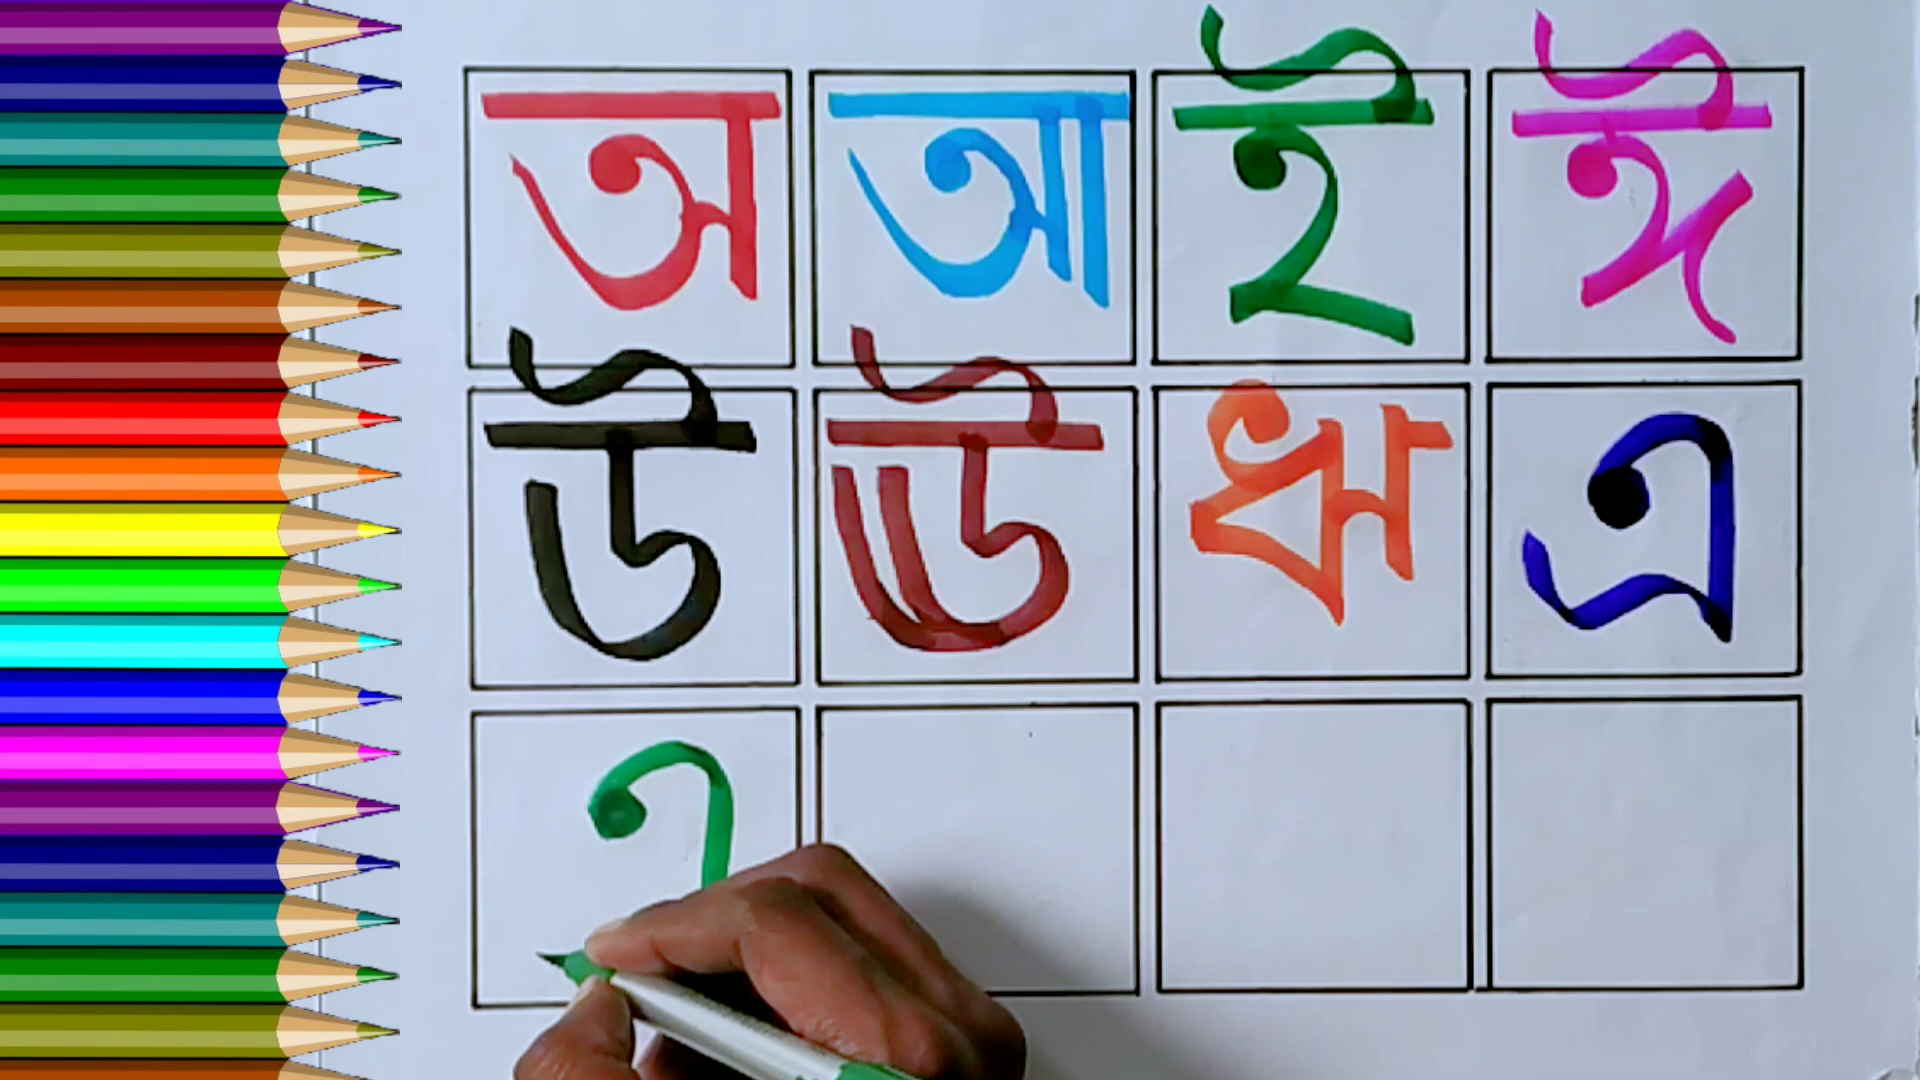 অ আ ই ঈ
উ ঊ ঋ এ